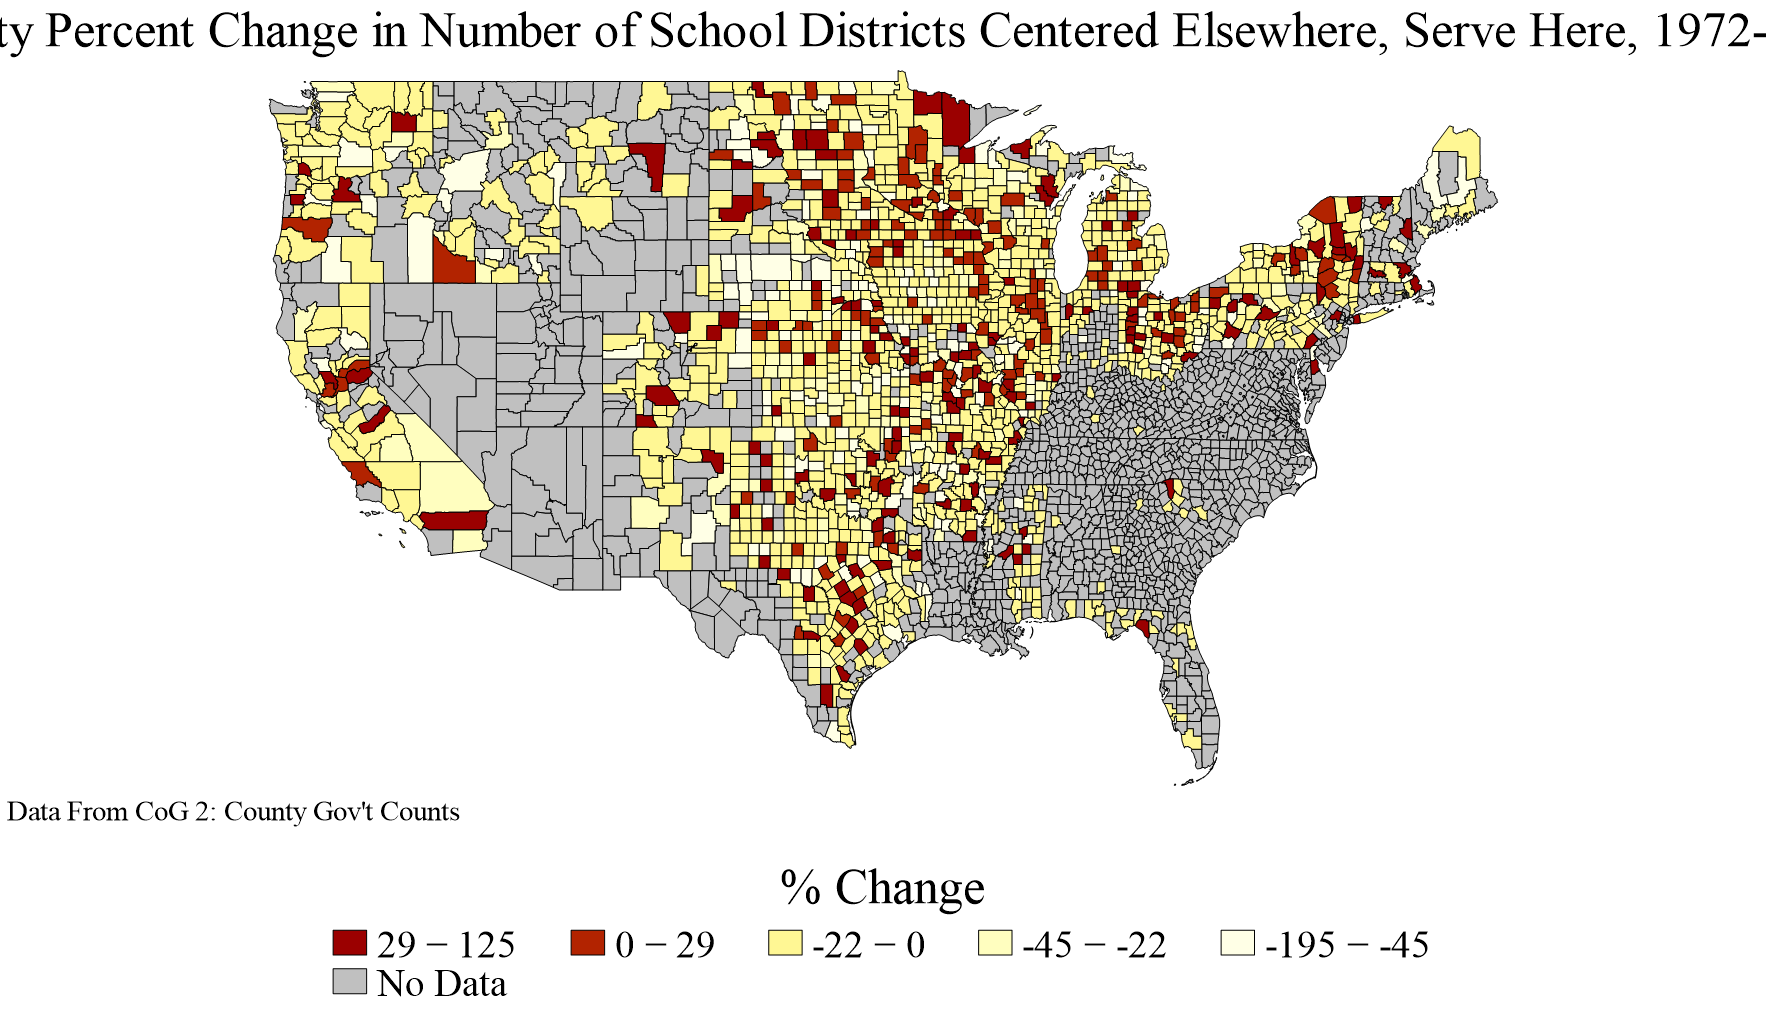 ty Percent Change in Number of School Districts Centered Elsewhere, Serve Here, 1972-
Data From CoG 2: County Gov't Counts
% Change
29 − 125 0 − 29 -22 − 0 -45 − -22 -195 − -45
No Data